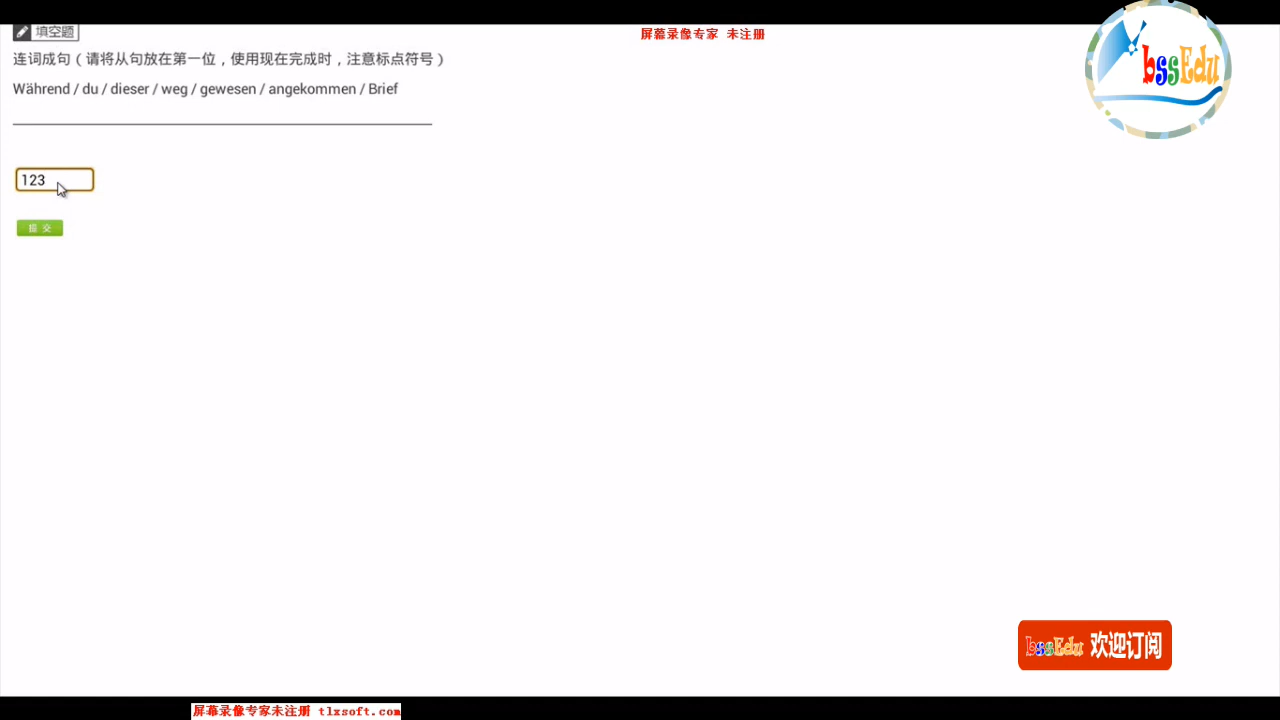 填空题
屏幕录像专家 未注册
连词成句（请将从句放在第一位，使用现在完成时，注意标点符号）
Während / du / dieser / weg / gewesen / angekommen / Brief
bssEdu
123
提 交
bssEdu 欢迎订阅
屏幕录像专家未注册 tlxsoft.com